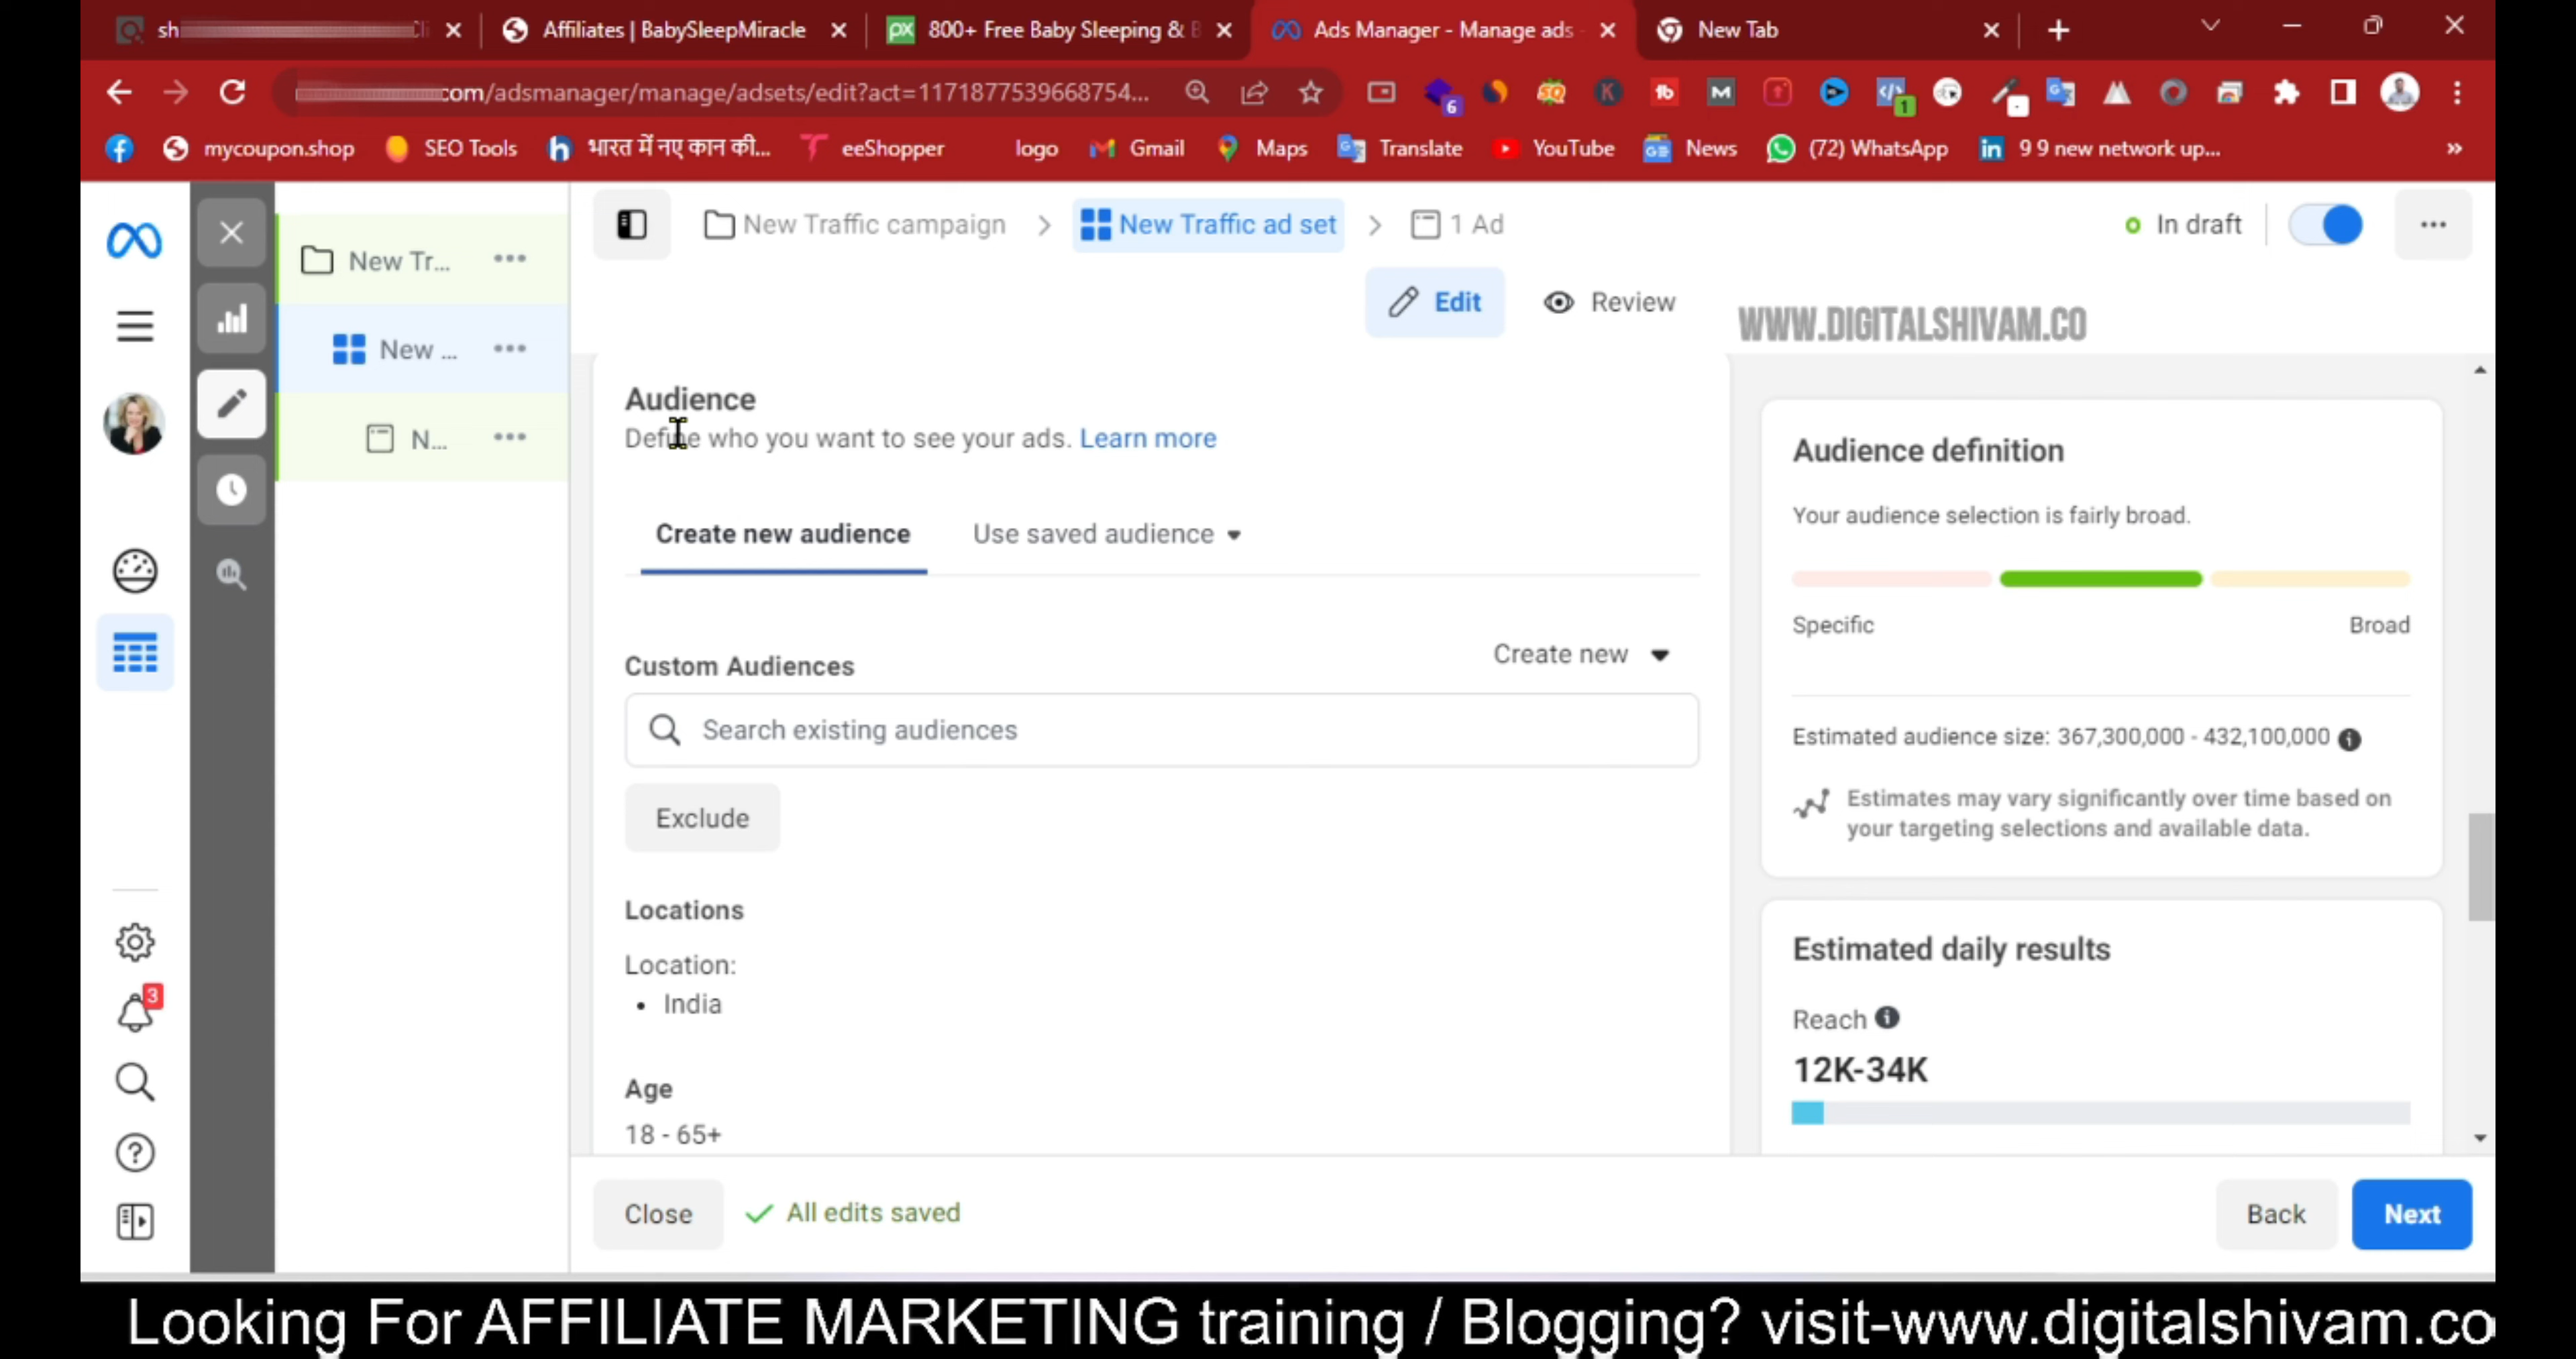 sh
Affiliates | BabySleepMiracle
800+ Free Baby Sleeping & B
Ads Manager - Manage ads
New Tab
com/adsmanager/manage/adsets/edit?act=1171877539668754...
6
1
mycoupon.shop
SEO Tools
भारत में नए कान की...
eeShopper
logo
Gmail
Maps
Translate
YouTube
News
(72) WhatsApp
9 9 new network up...
New Traffic campaign > New Traffic ad set > 1 Ad
In draft
New Tr...
New ...
N...
Edit
Review
WWW.DIGITALSHIVAM.CO
Audience
Define who you want to see your ads. Learn more
Create new audience
Use saved audience
Custom Audiences
Create new
Search existing audiences
Exclude
Locations
Location:
• India
Age
18 - 65+
Audience definition
Your audience selection is fairly broad.
Specific
Broad
Estimated audience size: 367,300,000 - 432,100,000
Estimates may vary significantly over time based on
your targeting selections and available data.
Estimated daily results
Reach
12K-34K
3
Close
All edits saved
Back
Next
Looking For AFFILIATE MARKETING training / Blogging? visit-www.digitalshivam.co